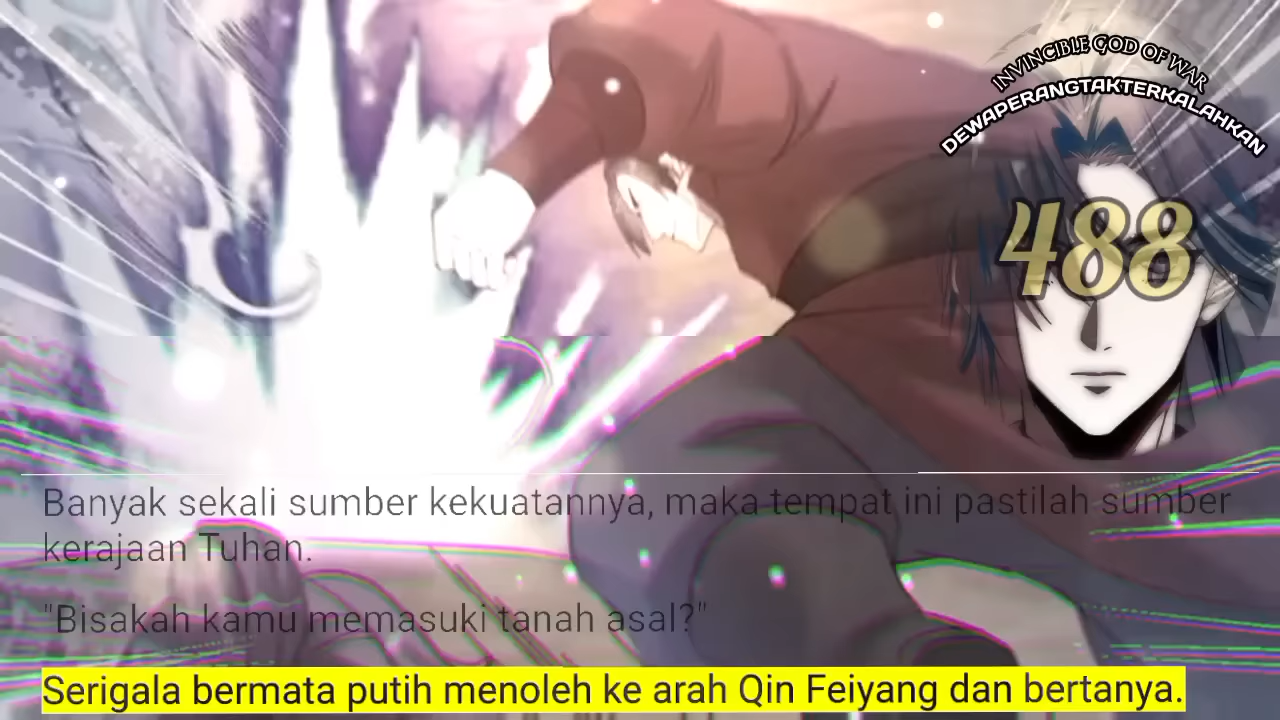 INVINCIBLE GOD OF WAR
DEWAPERANGTAKTERKALAHKAN
488
Banyak sekali sumber kekuatannya, maka tempat ini pastilah sumber
kerajaan Tuhan.
"Bisakah kamu memasuki tanah asal?"
Serigala bermata putih menoleh ke arah Qin Feiyang dan bertanya.